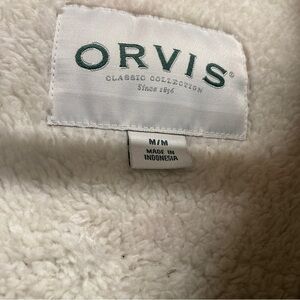 ORVIS®
CLASSIC COLLECTION
Since 1856
M/M
MADE IN
INDONESIA